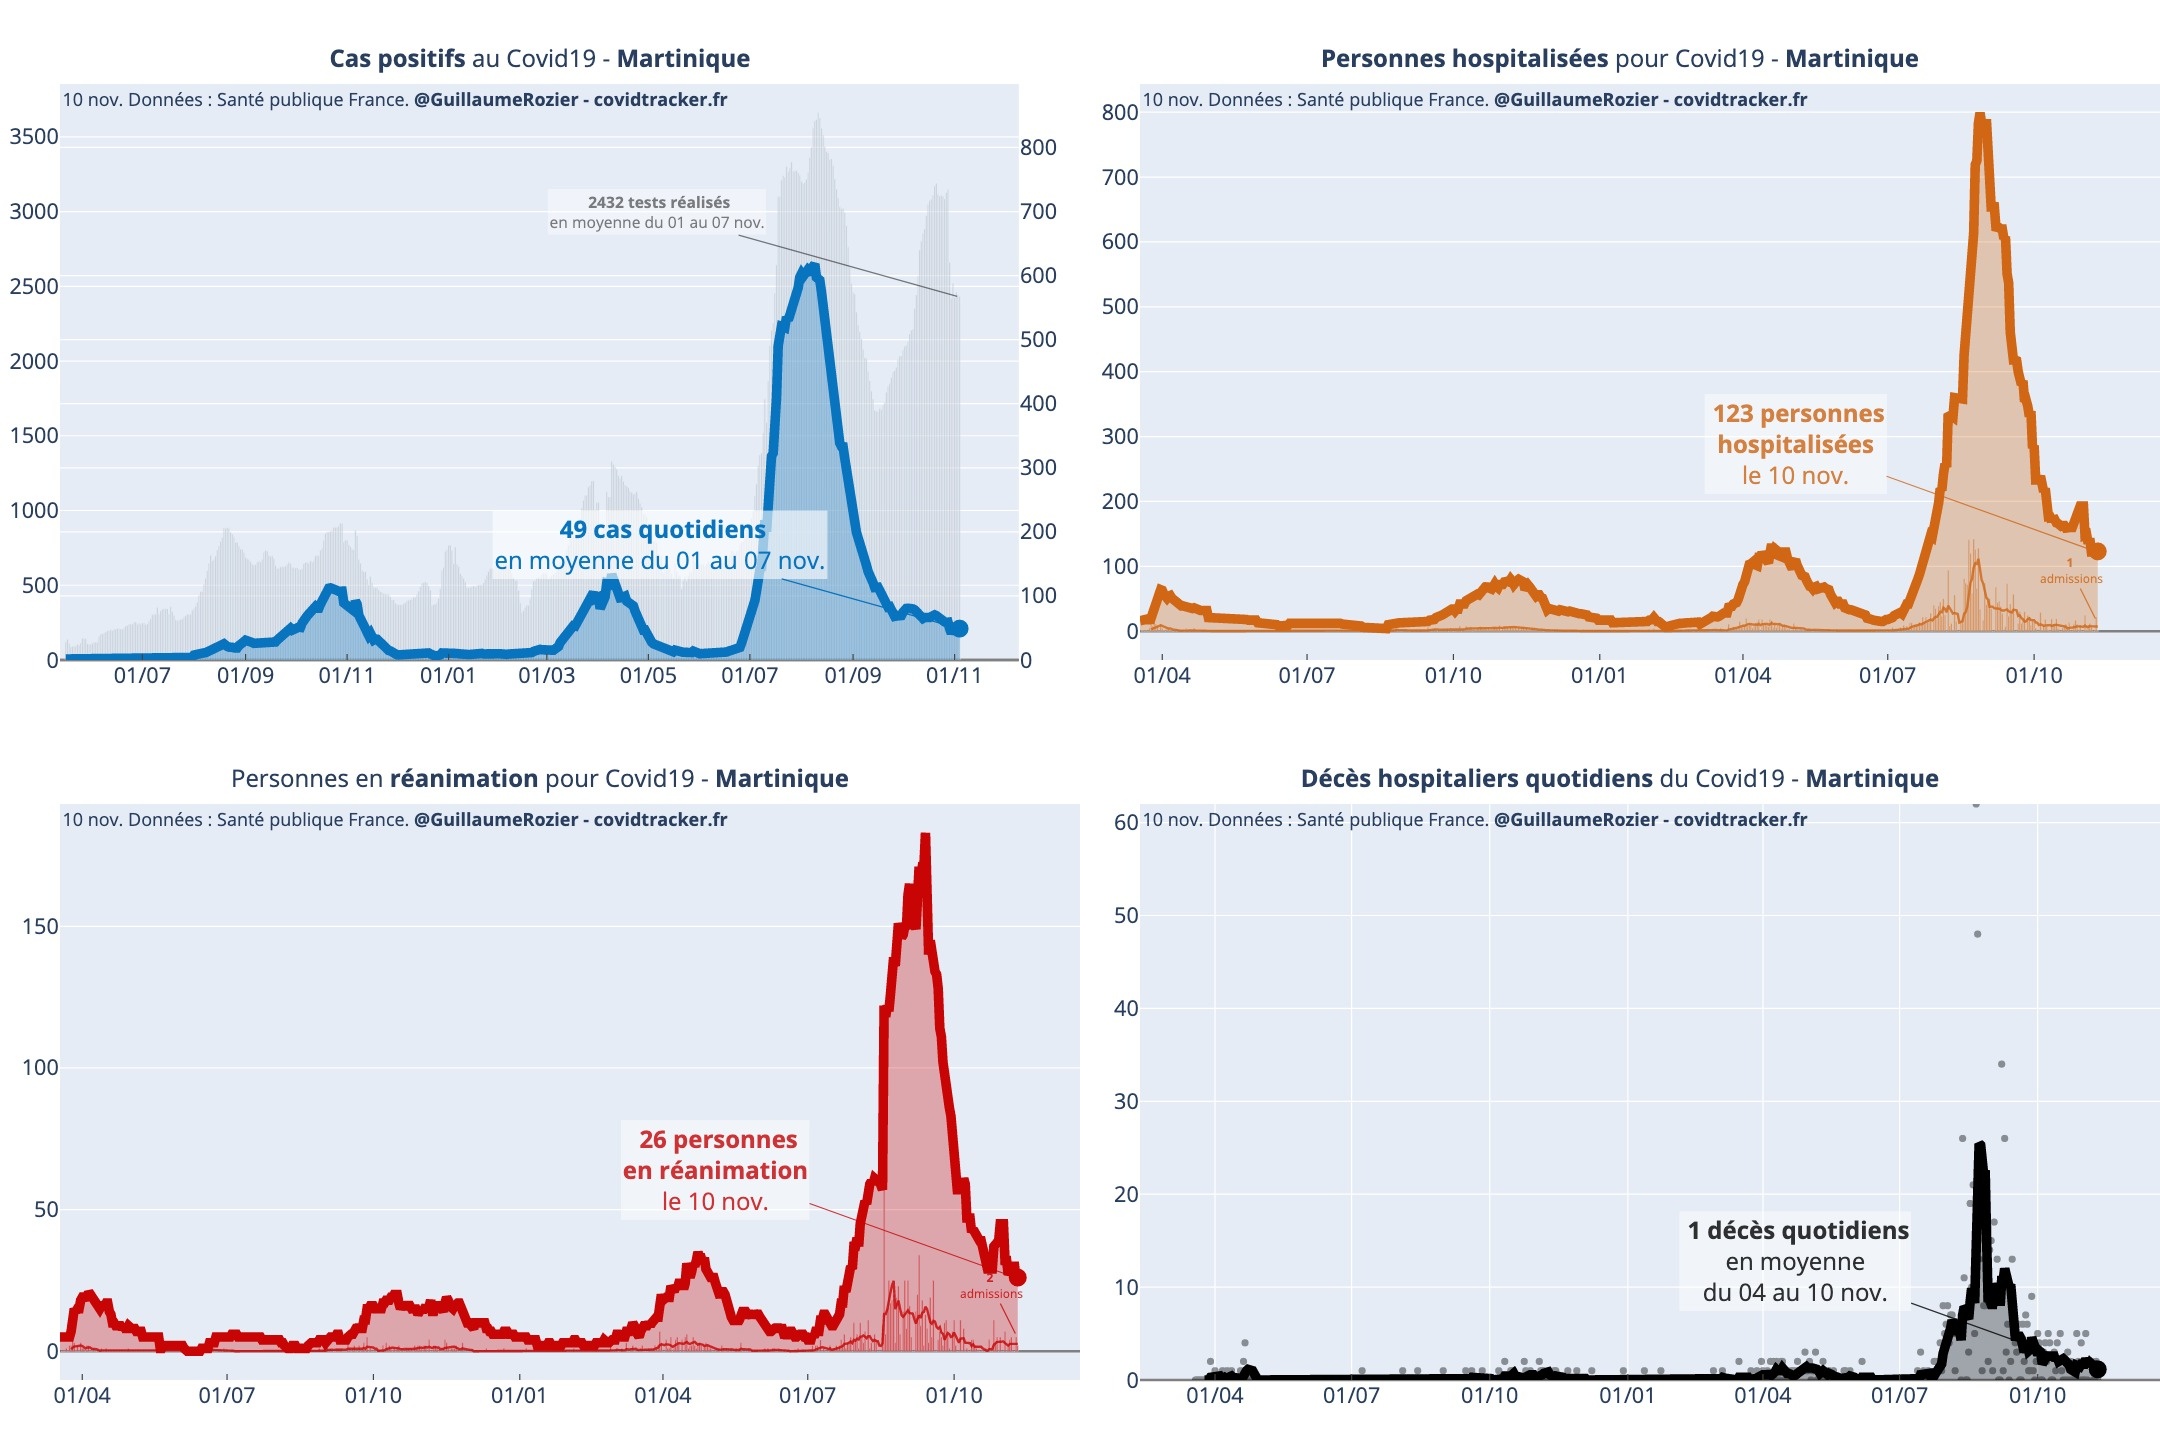 Cas positifs au Covid19 - Martinique
10 nov. Données : Santé publique France. @GuillaumeRozier - covidtracker.fr
3500
3000
2500
2000
1500
1000
500
0
800
700
600
500
400
300
200
100
0
2432 tests réalisés
en moyenne du 01 au 07 nov.
49 cas quotidiens
en moyenne du 01 au 07 nov.
01/07 01/09 01/11 01/01 01/03 01/05 01/07 01/09 01/11
Personnes hospitalisées pour Covid19 - Martinique
10 nov. Données : Santé publique France. @GuillaumeRozier - covidtracker.fr
800
700
600
500
400
300
200
100
0
123 personnes
hospitalisées
le 10 nov.
1
admissions
01/04 01/07 01/10 01/01 01/04 01/07 01/10
Personnes en réanimation pour Covid19 - Martinique
10 nov. Données : Santé publique France. @GuillaumeRozier - covidtracker.fr
150
100
50
0
26 personnes
en réanimation
le 10 nov.
2
admissions
01/04 01/07 01/10 01/01 01/04 01/07 01/10
Décès hospitaliers quotidiens du Covid19 - Martinique
10 nov. Données : Santé publique France. @GuillaumeRozier - covidtracker.fr
60
50
40
30
20
10
0
1 décès quotidiens
en moyenne
du 04 au 10 nov.
01/04 01/07 01/10 01/01 01/04 01/07 01/10